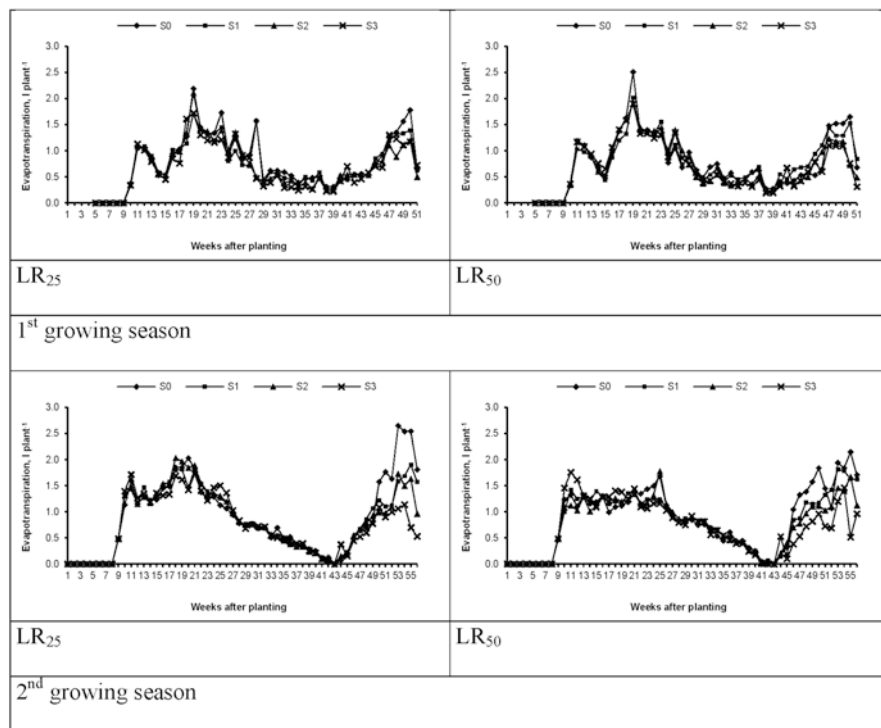 S0 S1 S2 S3
3.0
2.5
2.0
1.5
1.0
0.5
0.0
Evapotranspiration, l plant⁻¹
1 3 5 7 9 11 13 15 17 19 21 23 25 27 29 31 33 35 37 39 41 43 45 47 49 51
Weeks after planting
S0 S1 S2 S3
3.0
2.5
2.0
1.5
1.0
0.5
0.0
Evapotranspiration, l plant⁻¹
1 3 5 7 9 11 13 15 17 19 21 23 25 27 29 31 33 35 37 39 41 43 45 47 49 51
Weeks after planting
LR₂₅
LR₅₀
1ˢᵗ growing season
S0 S1 S2 S3
3.0
2.5
2.0
1.5
1.0
0.5
0.0
Evapotranspiration, l plant⁻¹
1 3 5 7 9 11 13 15 17 19 21 23 25 27 29 31 33 35 37 39 41 43 45 47 49 51 53 55
Weeks after planting
S0 S1 S2 S3
3.0
2.5
2.0
1.5
1.0
0.5
0.0
Evapotranspiration, l plant⁻¹
1 3 5 7 9 11 13 15 17 19 21 23 25 27 29 31 33 35 37 39 41 43 45 47 49 51 53 55
Weeks after planting
LR₂₅
LR₅₀
2ⁿᵈ growing season